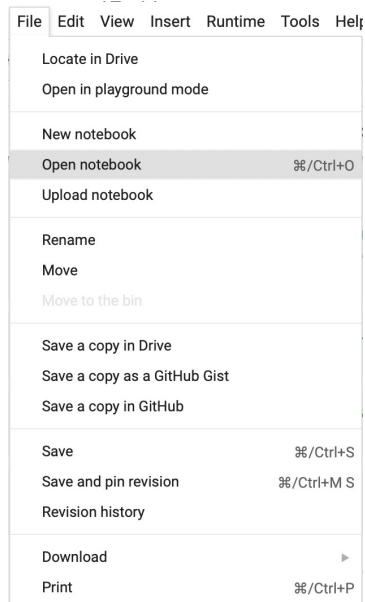 File Edit View Insert Runtime Tools Help
Locate in Drive
Open in playground mode
New notebook
Open notebook ⌘/Ctrl+O
Upload notebook
Rename
Move
Move to the bin
Save a copy in Drive
Save a copy as a GitHub Gist
Save a copy in GitHub
Save ⌘/Ctrl+S
Save and pin revision ⌘/Ctrl+M S
Revision history
Download ►
Print ⌘/Ctrl+P